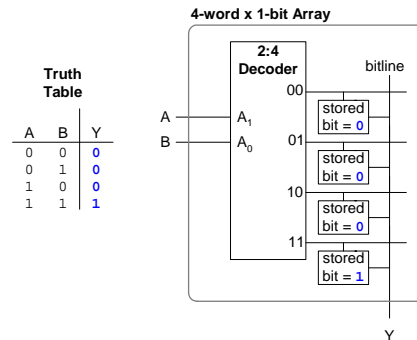 4-word x 1-bit Array
Truth
Table
A B Y
0 0 0
0 1 0
1 0 0
1 1 1
2:4
Decoder
bitline
A A1
B A0
00
stored
bit = 0
01
stored
bit = 0
10
stored
bit = 0
11
stored
bit = 1
Y